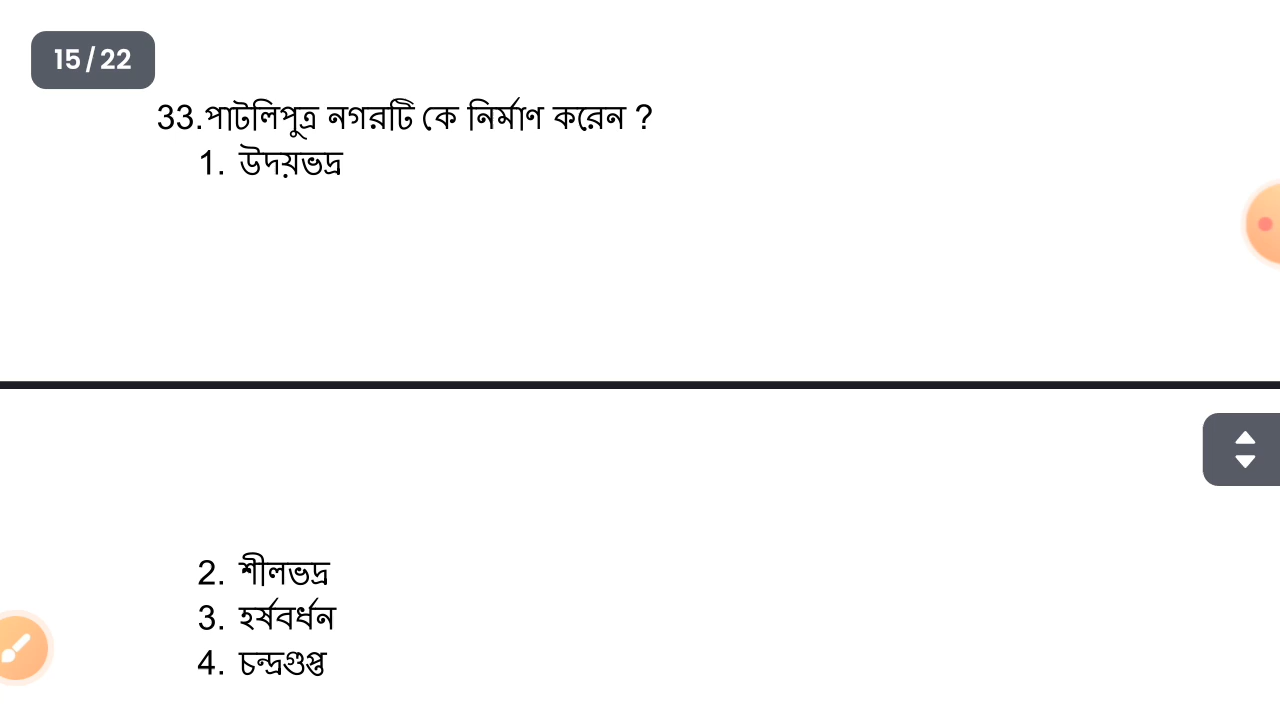 15 / 22
33.পাটলিপুত্র নগরটি কে নির্মাণ করেন ?
1. উদয়ভদ্র
2. শীলভদ্র
3. হর্ষবর্ধন
4. চন্দ্রগুপ্ত